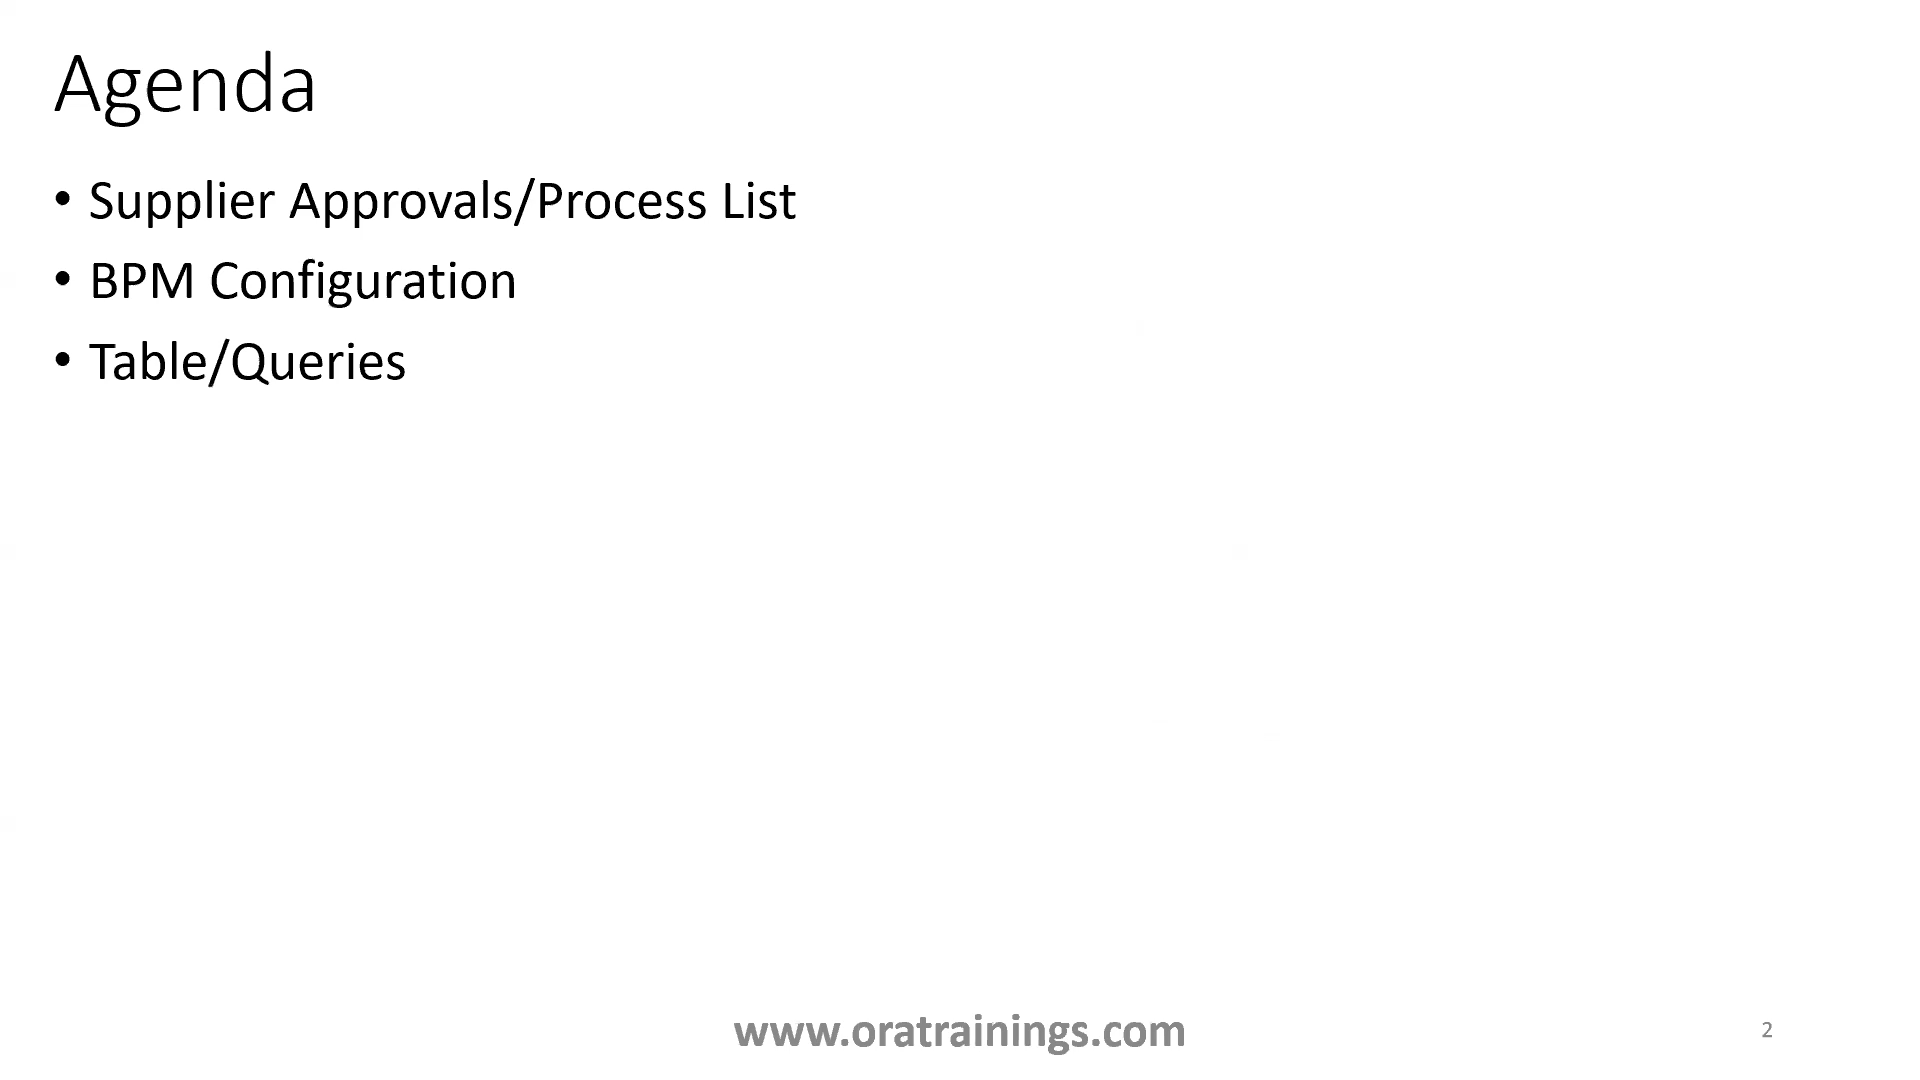 Agenda
• Supplier Approvals/Process List
• BPM Configuration
• Table/Queries
www.oratrainings.com
2